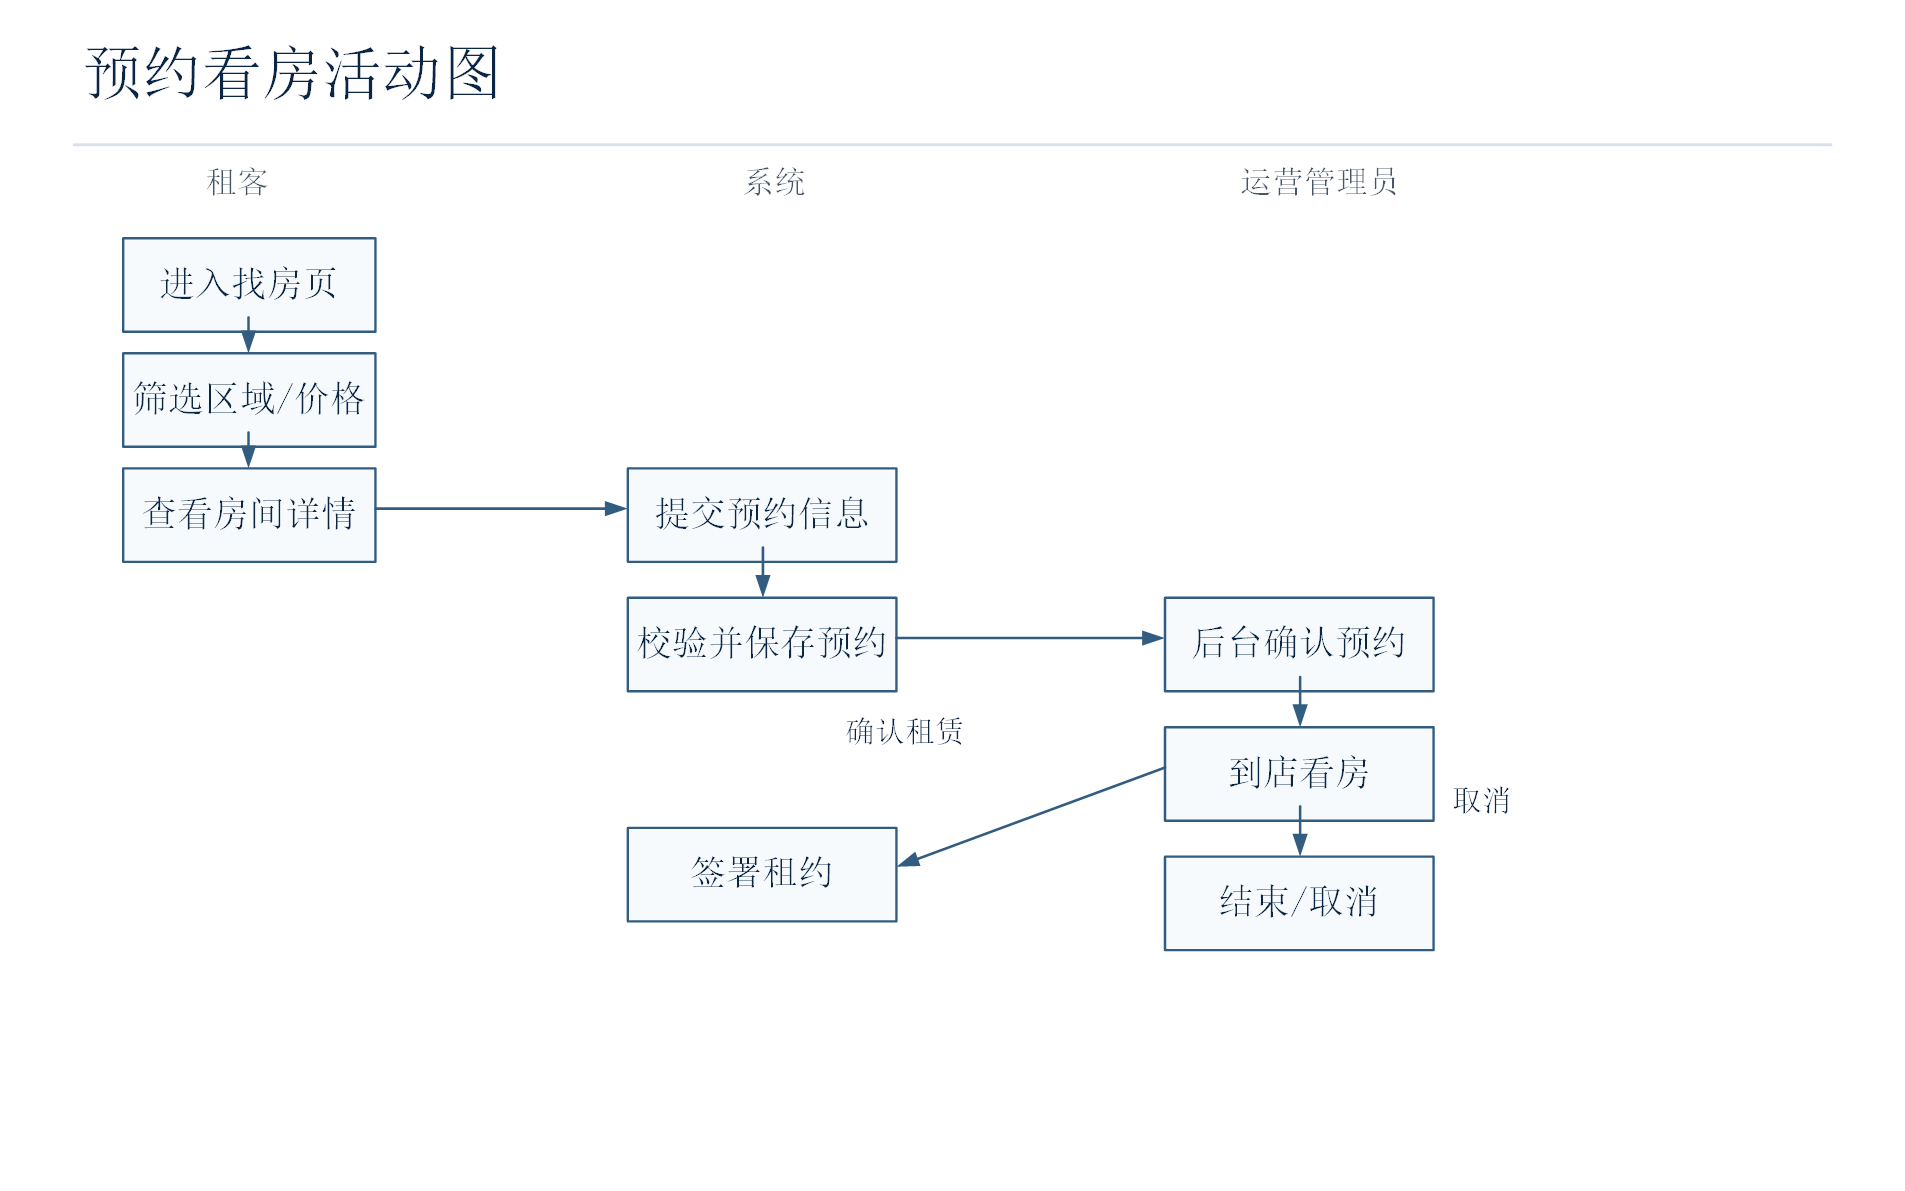 预约看房活动图
租客
系统
运营管理员
进入找房页
筛选区域/价格
查看房间详情
提交预约信息
校验并保存预约
后台确认预约
确认租赁
到店看房
取消
签署租约
结束/取消